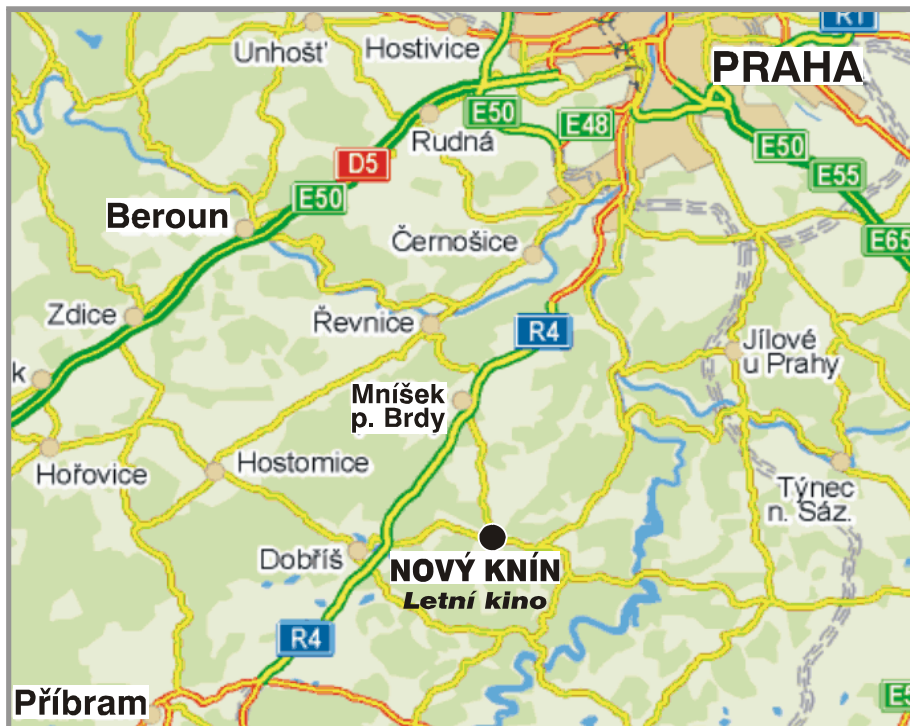 R1
Unhošť
Hostivice
PRAHA
E50
E48
Rudná
D5
E50
E50
E55
Beroun
Černošice
E65
Zdice
Řevnice
R4
Jílové
u Prahy
k
Mníšek
p. Brdy
Hořovice
Hostomice
Týnec
n. Sáz.
Dobříš
NOVÝ KNÍN
Letní kino
R4
Příbram